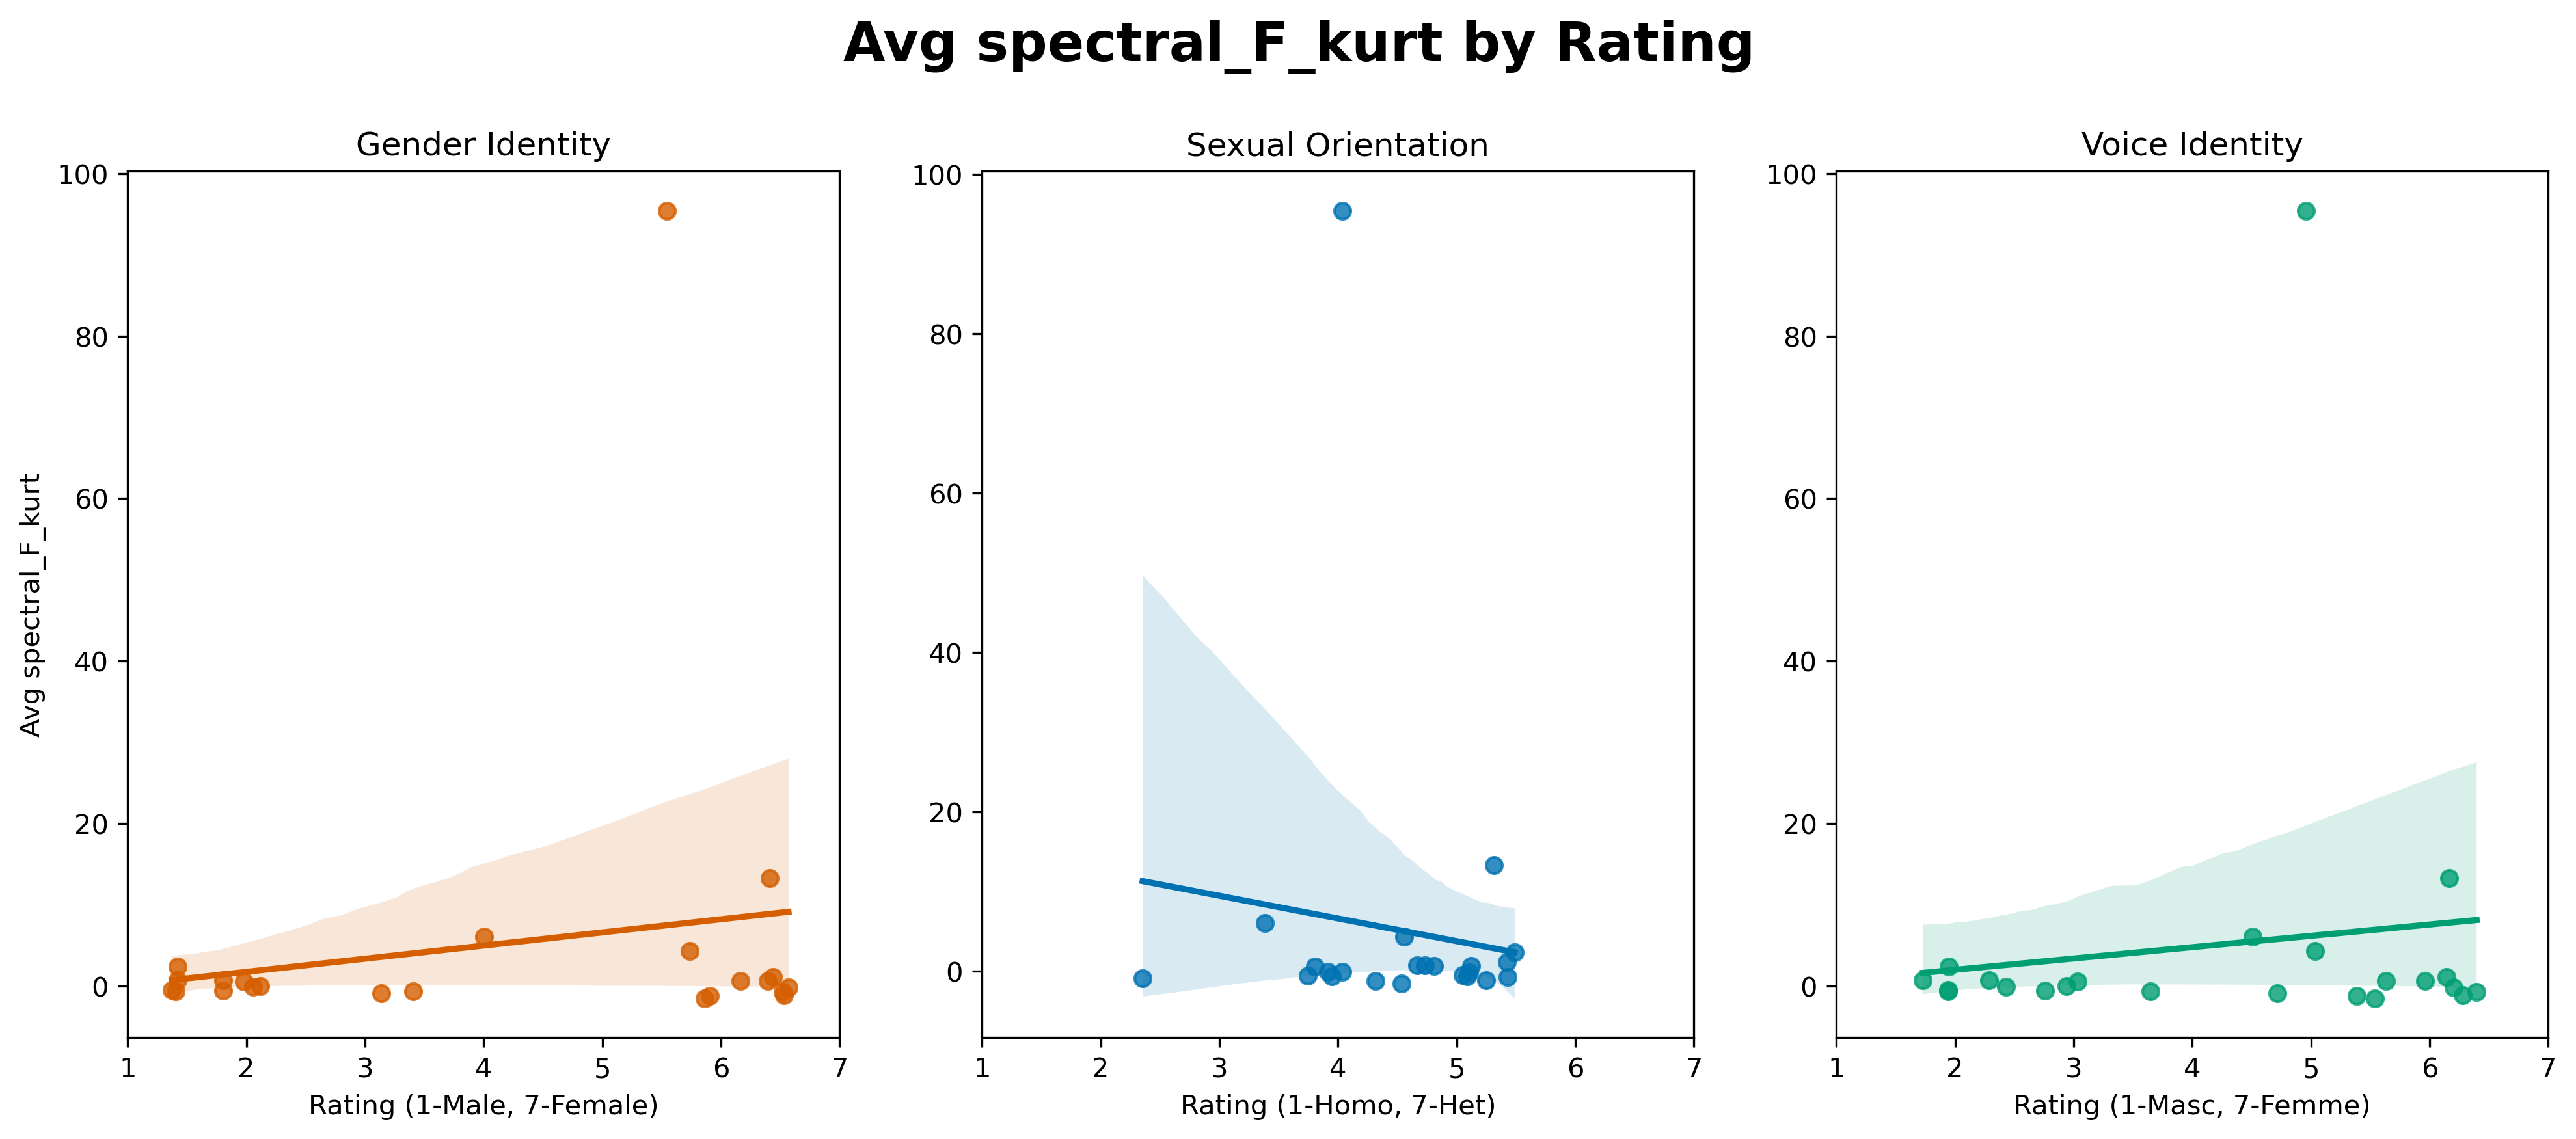 Avg spectral_F_kurt by Rating
Gender Identity
Sexual Orientation
Voice Identity
Avg spectral_F_kurt
100
80
60
40
20
0
1 2 3 4 5 6 7
Rating (1-Male, 7-Female)
100
80
60
40
20
0
1 2 3 4 5 6 7
Rating (1-Homo, 7-Het)
100
80
60
40
20
0
1 2 3 4 5 6 7
Rating (1-Masc, 7-Femme)